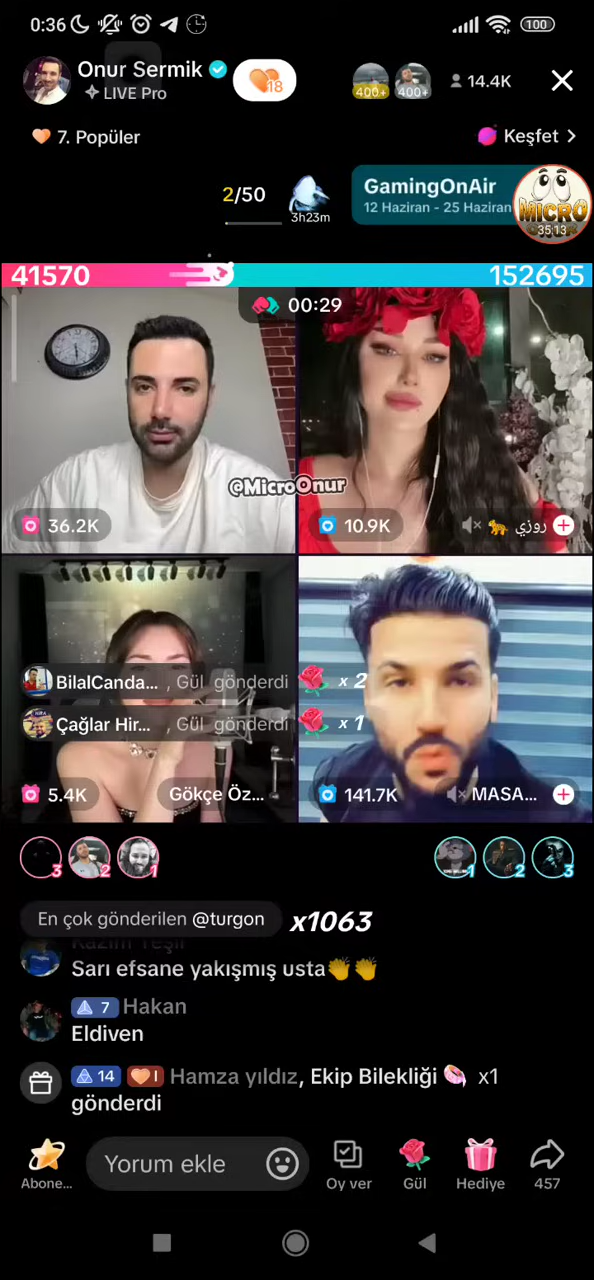 0:36
100
Onur Sermik
LIVE Pro
18
400+
400+
14.4K
7. Popüler
Keşfet
2/50
3h23m
GamingOnAir
12 Haziran - 25 Haziran
MICRO
35:13
41570
152695
00:29
@MicroOnur
36.2K
10.9K
روزي
BilalCanda... , Gül gönderdi
x 2
Çağlar Hir... , Gül gönderdi
x 1
5.4K
Gökçe Öz...
141.7K
MASA...
3
2
1
1
2
3
En çok gönderilen @turgon
x1063
Kazım Yeşil
Sarı efsane yakışmış usta👏👏
7 Hakan
Eldiven
14 I Hamza yıldız, Ekip Bilekliği x1
gönderdi
Abone...
Yorum ekle
Oy ver
Gül
Hediye
457